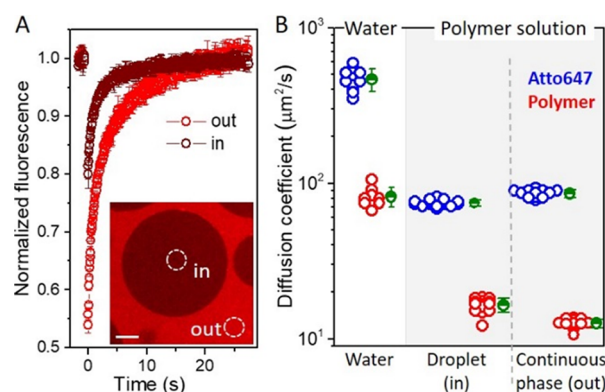 A
Normalized fluorescence
1.0
0.9
0.8
0.7
0.6
0.5
out
in
in
out
0
10
20
Time (s)
B
Water
Polymer solution
Diffusion coefficient (μm²/s)
10³
10²
10¹
Atto647
Polymer
Water
Droplet
(in)
Continuous
phase (out)